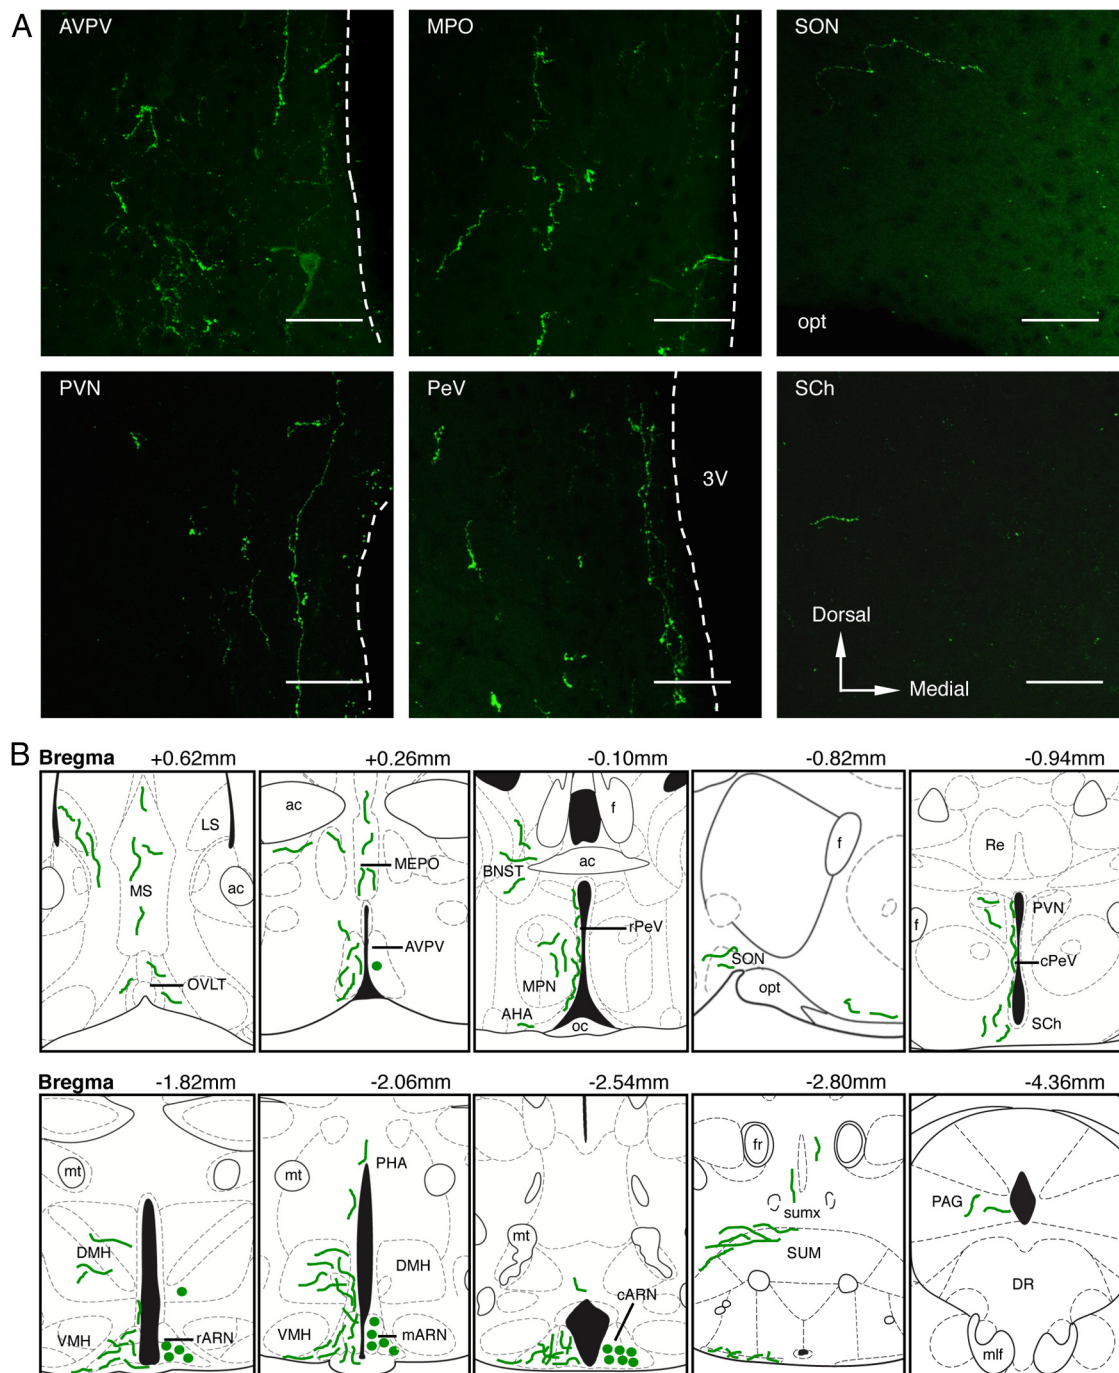 A
AVPV
MPO
SON
opt
PVN
PeV
3V
SCh
Dorsal
Medial
B
Bregma +0.62mm +0.26mm -0.10mm -0.82mm -0.94mm
LS
ac
MS
OVLT
ac
MEPO
AVPV
f
ac
BNST
rPeV
MPN
AHA
oc
f
SON
opt
Re
PVN
f
cPeV
SCh
Bregma -1.82mm -2.06mm -2.54mm -2.80mm -4.36mm
mt
DMH
VMH
rARN
PHA
mt
DMH
VMH
mARN
mt
cARN
fr
sumx
SUM
PAG
DR
mlf